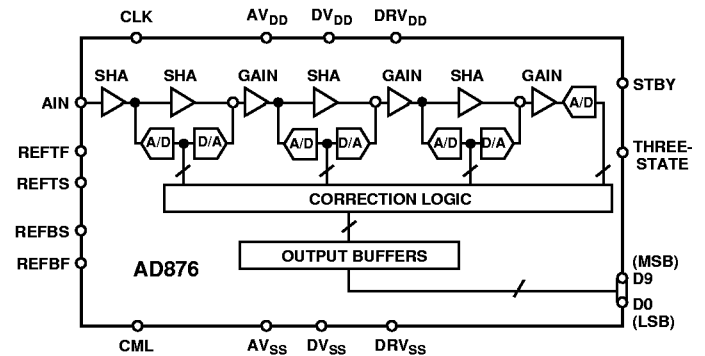 CLK AVDD DVDD DRVDD
SHA SHA GAIN SHA GAIN SHA GAIN
STBY
AIN
A/D
A/D D/A A/D D/A A/D D/A
REFTF
THREE-
STATE
REFTS
CORRECTION LOGIC
REFBS
OUTPUT BUFFERS
(MSB)
REFBF
AD876
D9
D0
(LSB)
CML AVSS DVSS DRVSS